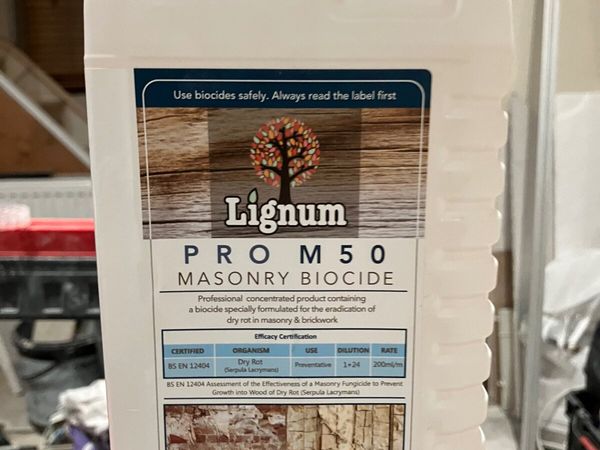 Use biocides safely. Always read the label first
Lignum
PRO M50
MASONRY BIOCIDE
Professional concentrated product containing
a biocide specially formulated for the eradication of
dry rot in masonry & brickwork
Efficacy Certification
CERTIFIED ORGANISM USE DILUTION RATE
BS EN 12404 Dry Rot (Serpula Lacrymans) Preventative 1+24 200ml/m
BS EN 12404 Assessment of the Effectiveness of a Masonry Fungicide to Prevent
Growth into Wood of Dry Rot (Serpula Lacrymans)